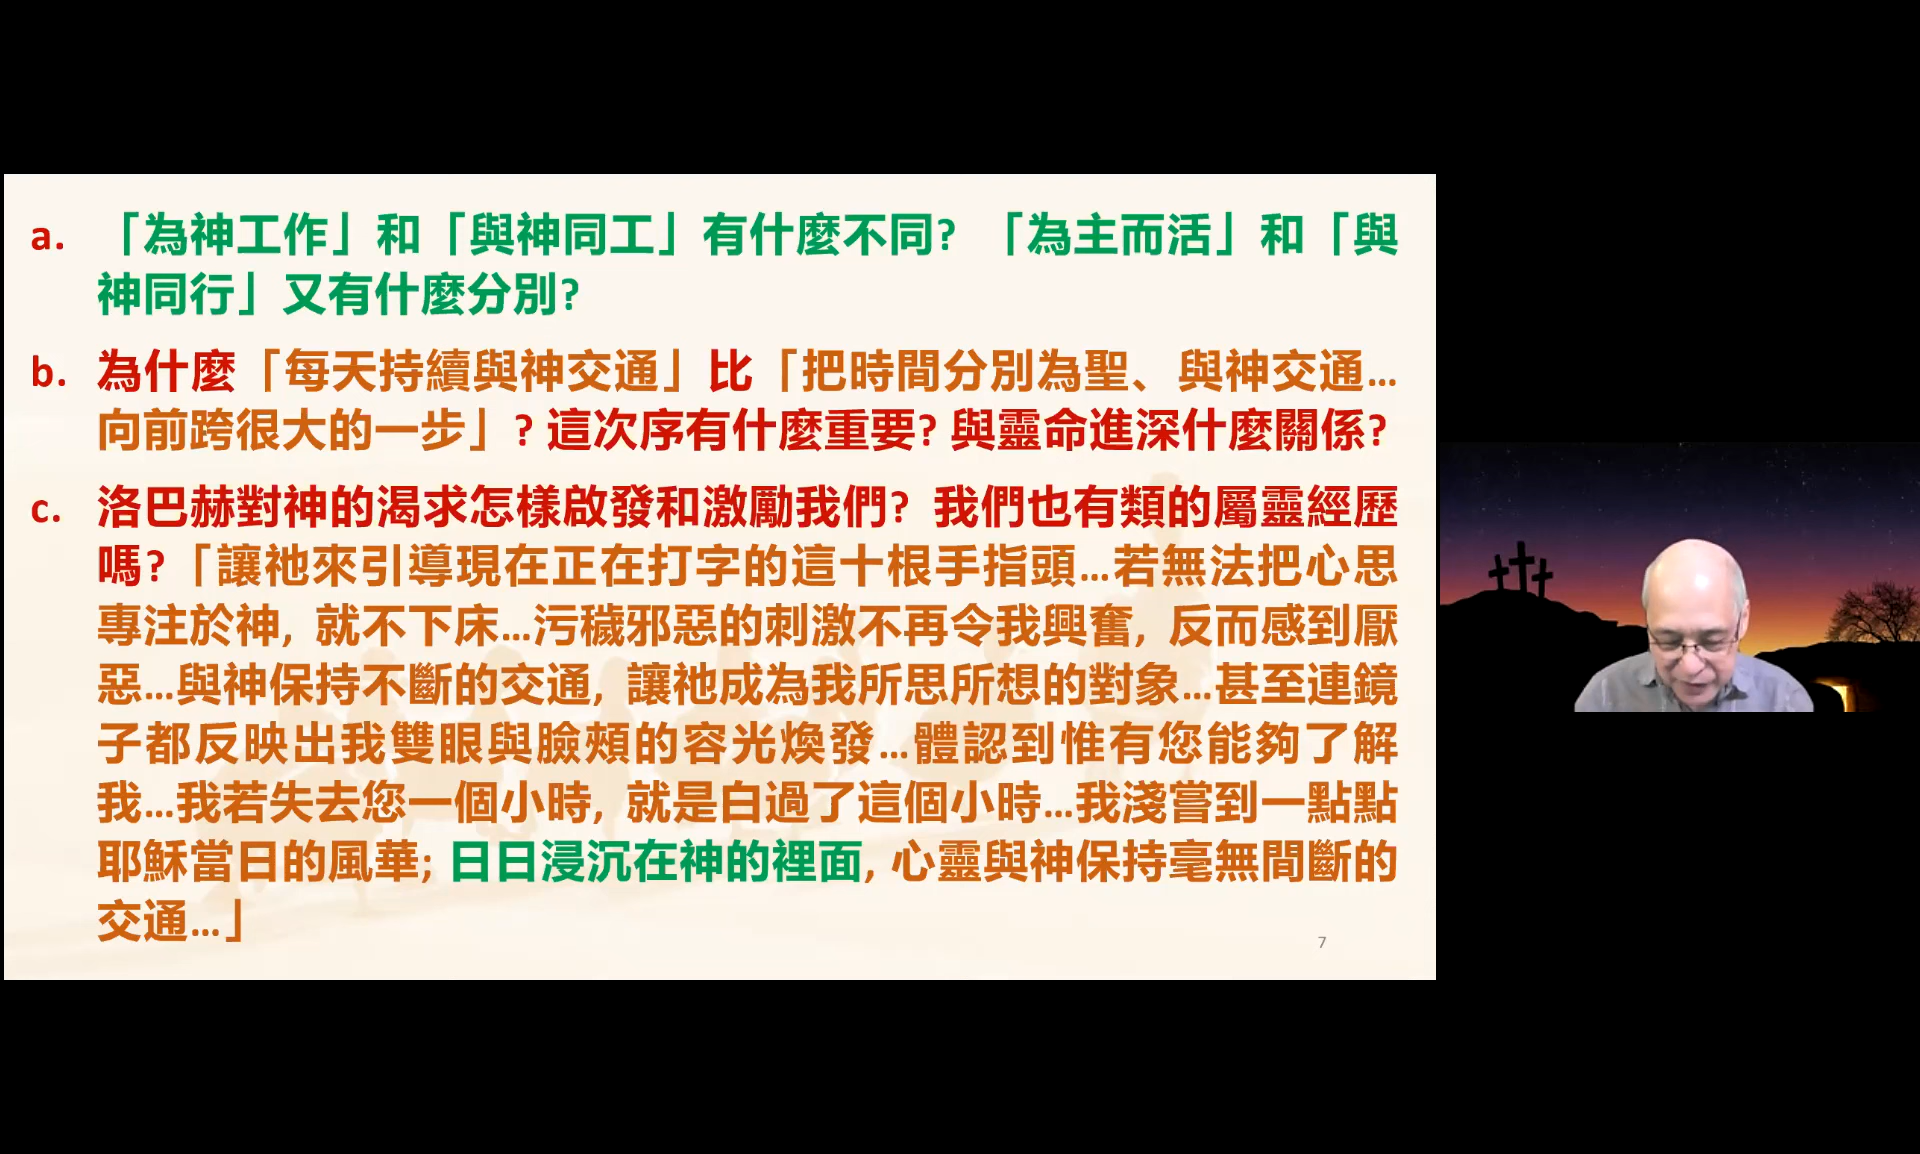 a. 「為神工作」和「與神同工」有什麼不同? 「為主而活」和「與
神同行」又有什麼分別?
b. 為什麼「每天持續與神交通」比「把時間分別為聖、與神交通...
向前跨很大的一步」? 這次序有什麼重要? 與靈命進深什麼關係?
c. 洛巴赫對神的渴求怎樣啟發和激勵我們? 我們也有類的屬靈經歷
嗎?「讓祂來引導現在正在打字的這十根手指頭...若無法把心思
專注於神, 就不下床...污穢邪惡的刺激不再令我興奮, 反而感到厭
惡...與神保持不斷的交通, 讓祂成為我所思所想的對象...甚至連鏡
子都反映出我雙眼與臉頰的容光煥發...體認到惟有您能夠了解
我...我若失去您一個小時, 就是白過了這個小時...我淺嘗到一點點
耶穌當日的風華; 日日浸沉在神的裡面, 心靈與神保持毫無間斷的
交通...」
7